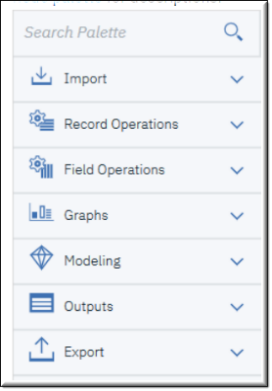 Search Palette
Import
Record Operations
Field Operations
Graphs
Modeling
Outputs
Export